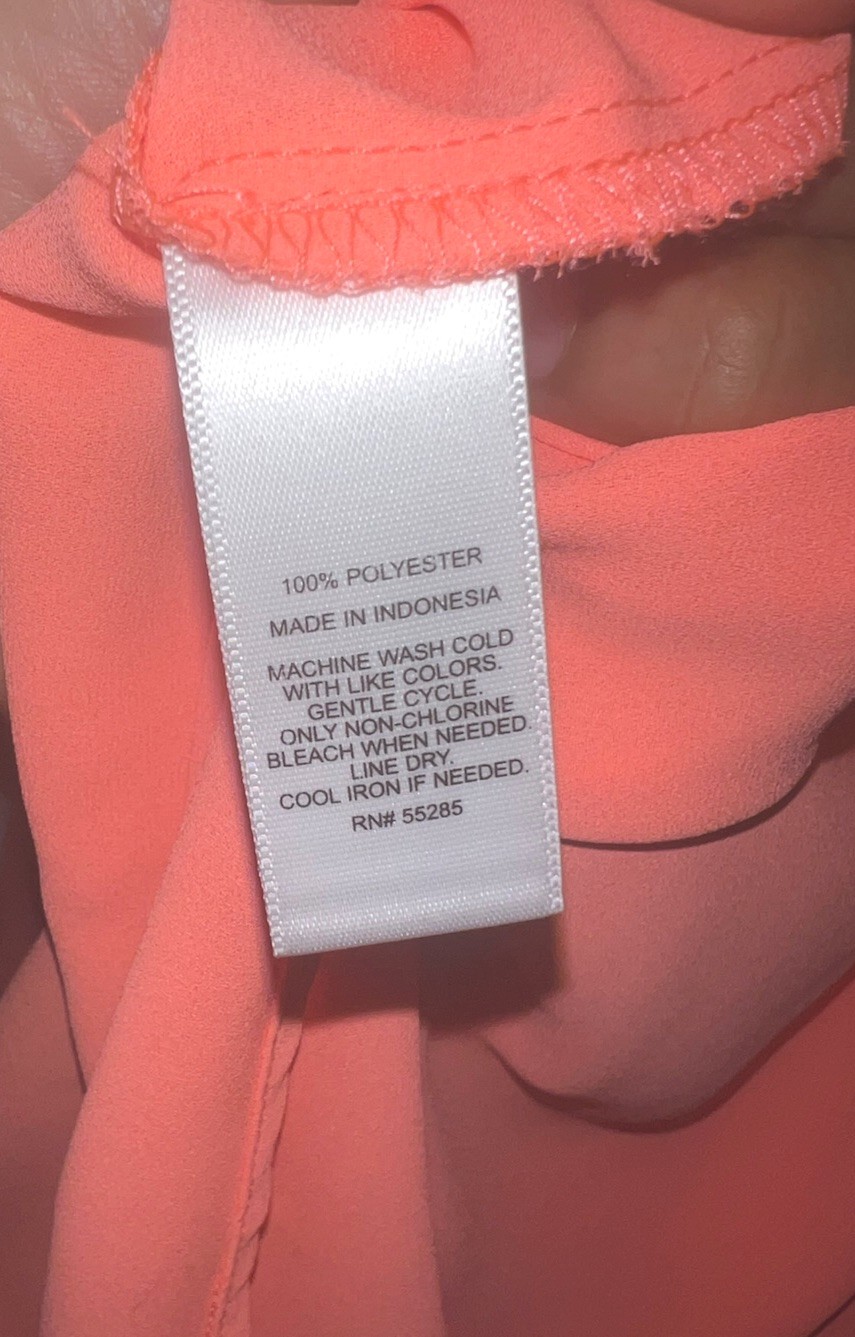 100% POLYESTER
MADE IN INDONESIA
MACHINE WASH COLD
WITH LIKE COLORS.
GENTLE CYCLE.
ONLY NON-CHLORINE
BLEACH WHEN NEEDED.
LINE DRY.
COOL IRON IF NEEDED.
RN# 55285